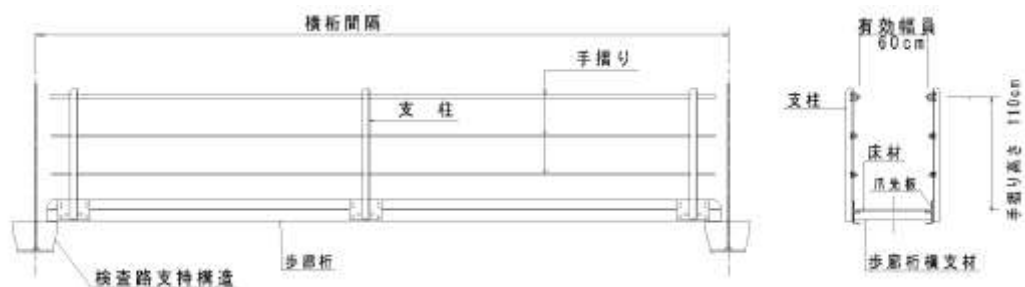 横桁間隔
手摺り
支 柱
歩廊桁
検査路支持構造
有効幅員
60cm
支柱
床材
爪先板
手摺り高さ 110cm
歩廊桁横支材